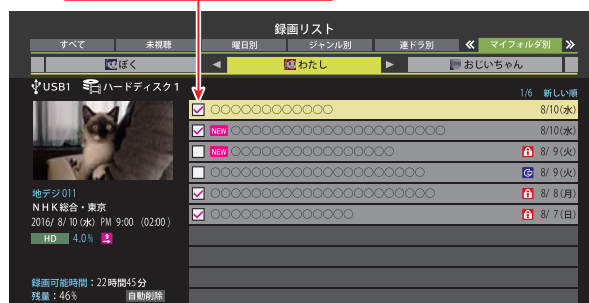 録画リスト
すべて 未視聴 曜日別 ジャンル別 連ドラ別 ≪ マイフォルダ別 ≫
ぼく ◀ わたし ▶ おじいちゃん
USB1 ハードディスク1
1/6 新しい順
○○○○○○○○○○○○ 8/10(水)
NEW ○○○○○○○○○○○○○○○○○○○○○ 8/10(水)
NEW ○○○○○○○○○○○○○○○○ 8/ 9(火)
○○○○○○○○○○○○○○○○○○○○○ 8/ 9(火)
○○○○○○○○○○○○○○○○○○○○○○ 8/ 8(月)
○○○○○○○○○○○○○○ 8/ 7(日)
地デジ011
NHK総合・東京
2016/ 8/10(水) PM 9:00 (02:00)
HD 4.0%
録画可能時間:22時間45分
残量:46% 自動削除